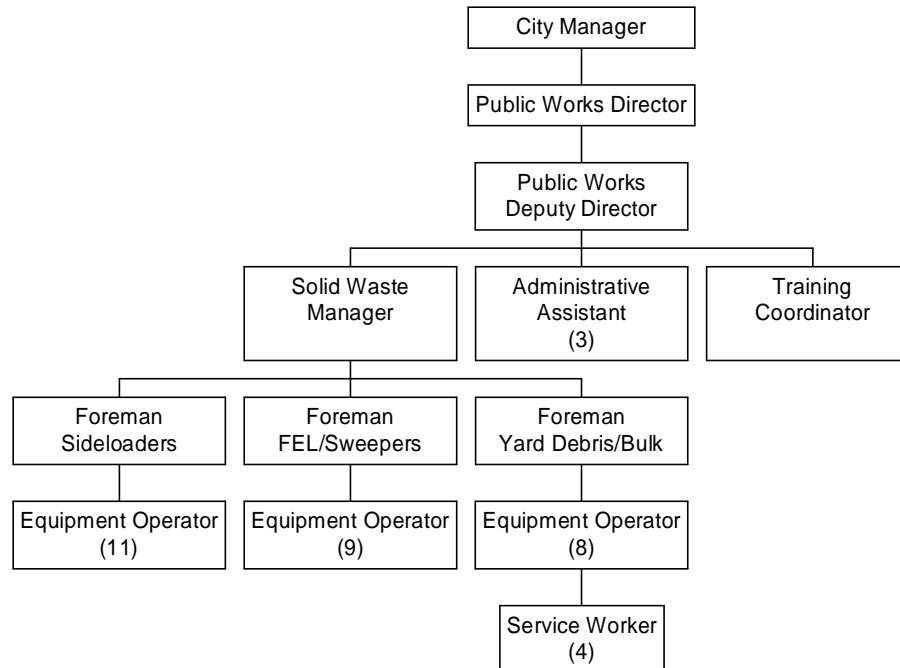 City Manager
Public Works Director
Public Works
Deputy Director
Solid Waste
Manager
Administrative
Assistant
(3)
Training
Coordinator
Foreman
Sideloaders
Foreman
FEL/Sweepers
Foreman
Yard Debris/Bulk
Equipment Operator
(11)
Equipment Operator
(9)
Equipment Operator
(8)
Service Worker
(4)